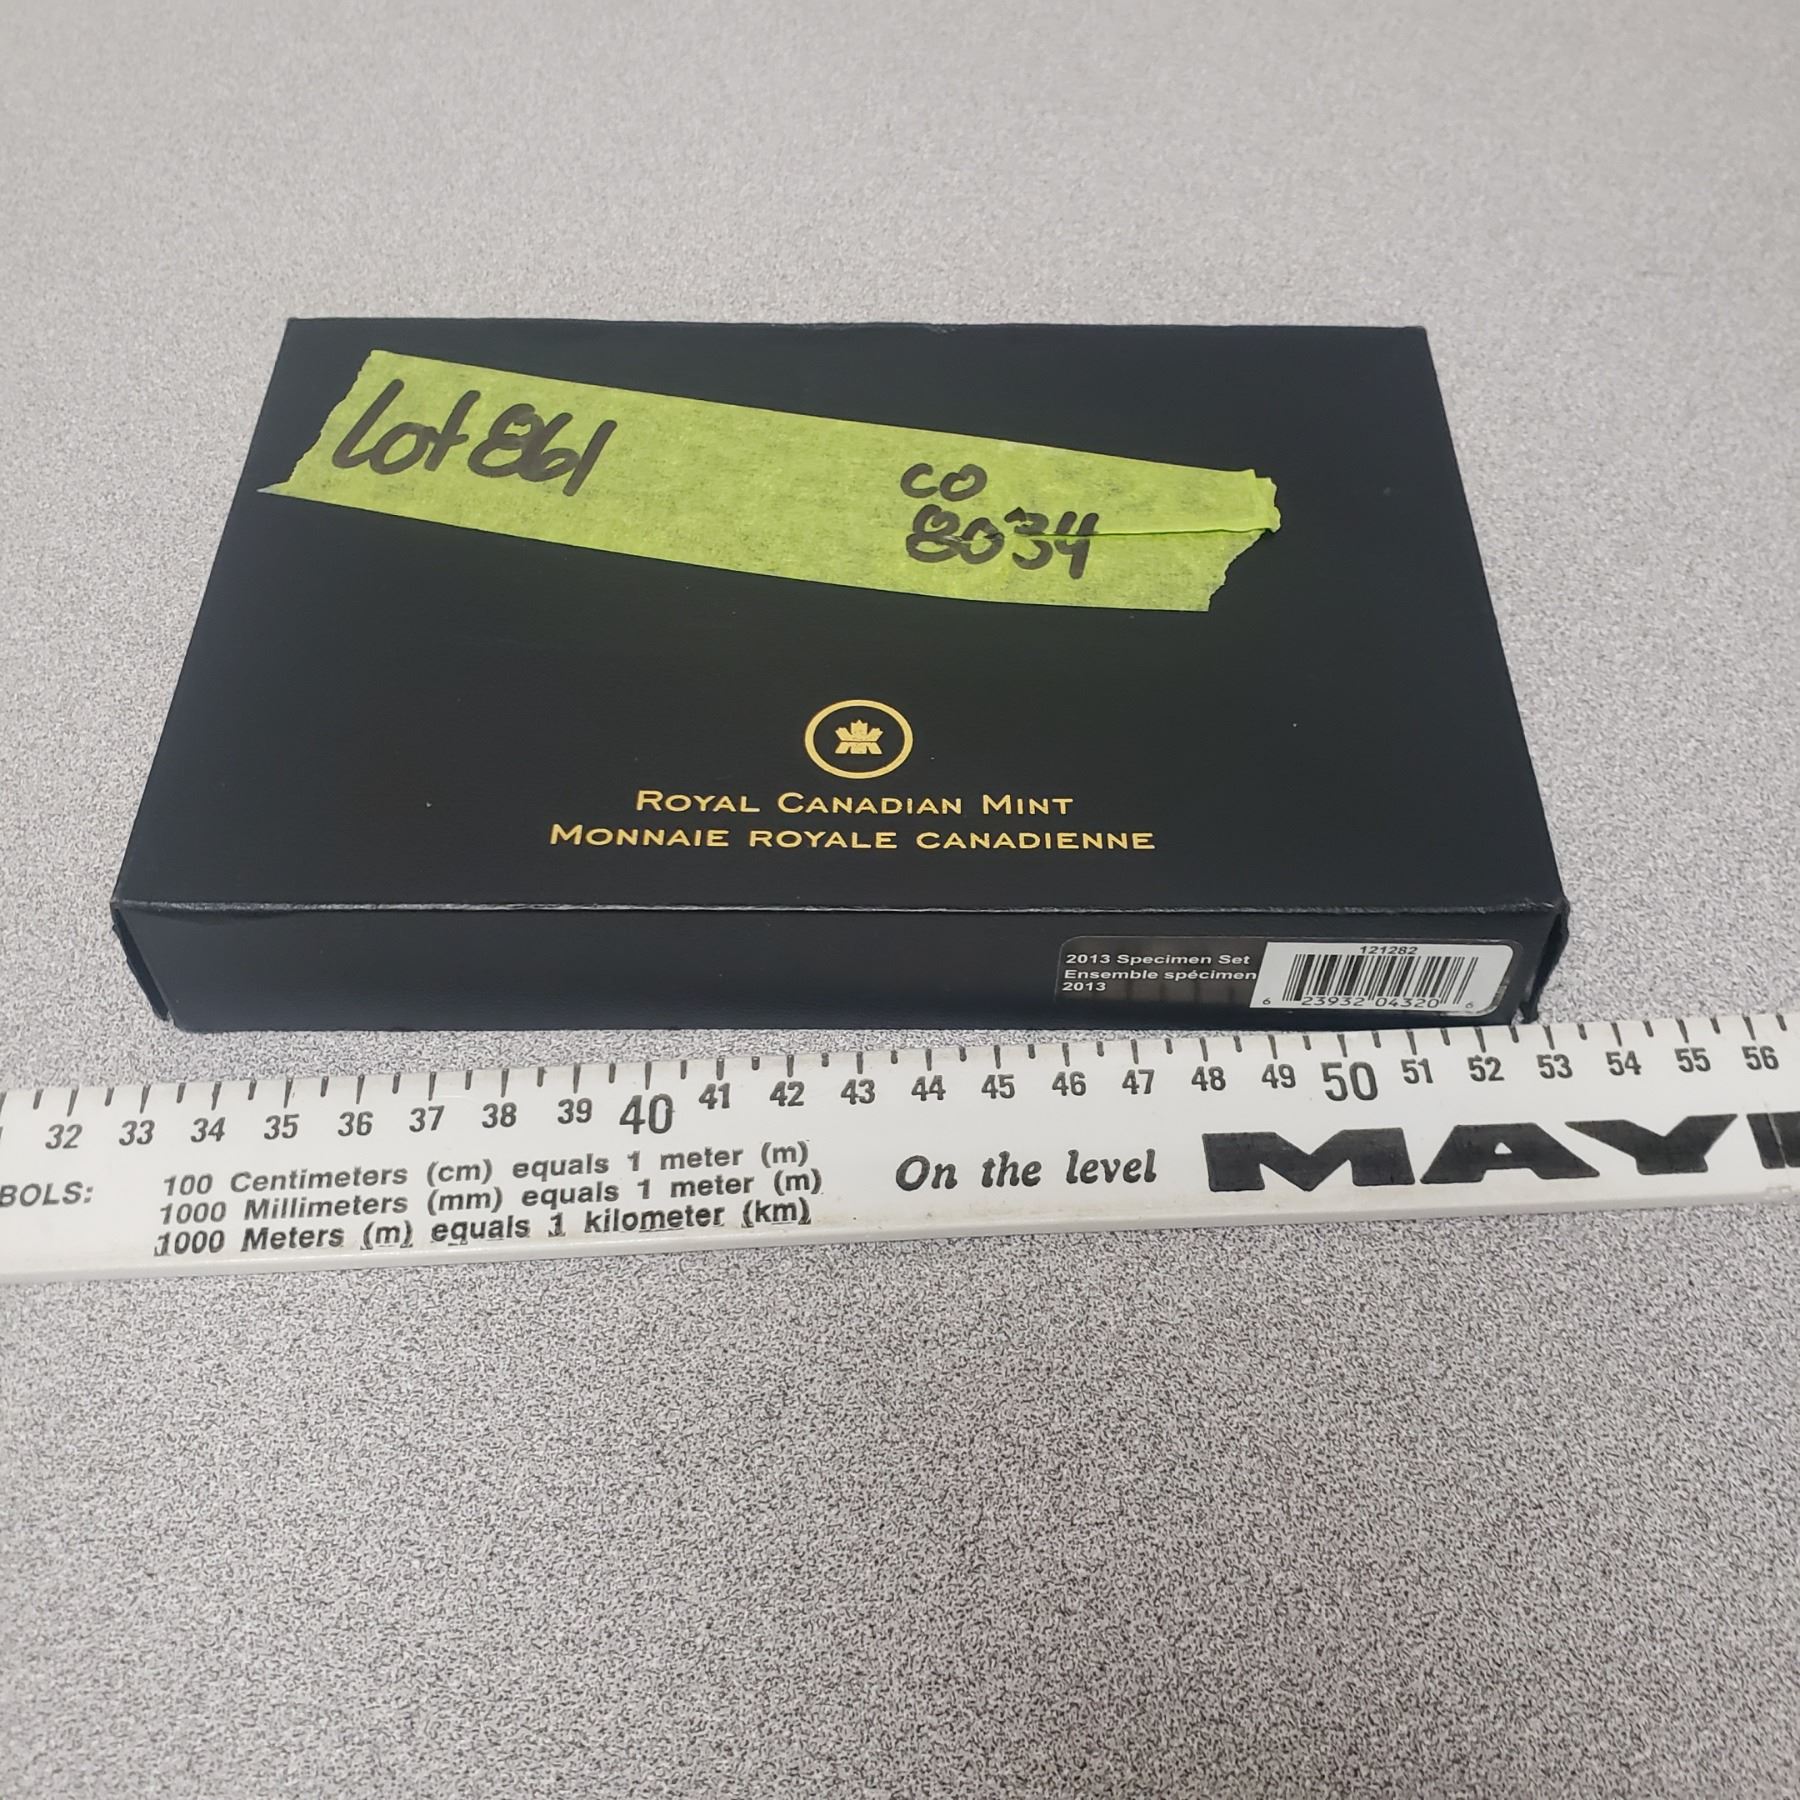 Lot 861
CO
8034
ROYAL CANADIAN MINT
MONNAIE ROYALE CANADIENNE
2013 Specimen Set
Ensemble spécimen
2013
121282
6 23932 04320 6
32 33 34 35 36 37 38 39 40 41 42 43 44 45 46 47 48 49 50 51 52 53 54 55 56
BOLS:
100 Centimeters (cm) equals 1 meter (m)
1000 Millimeters (mm) equals 1 meter (m)
1000 Meters (m) equals 1 kilometer (km)
On the level
MAY